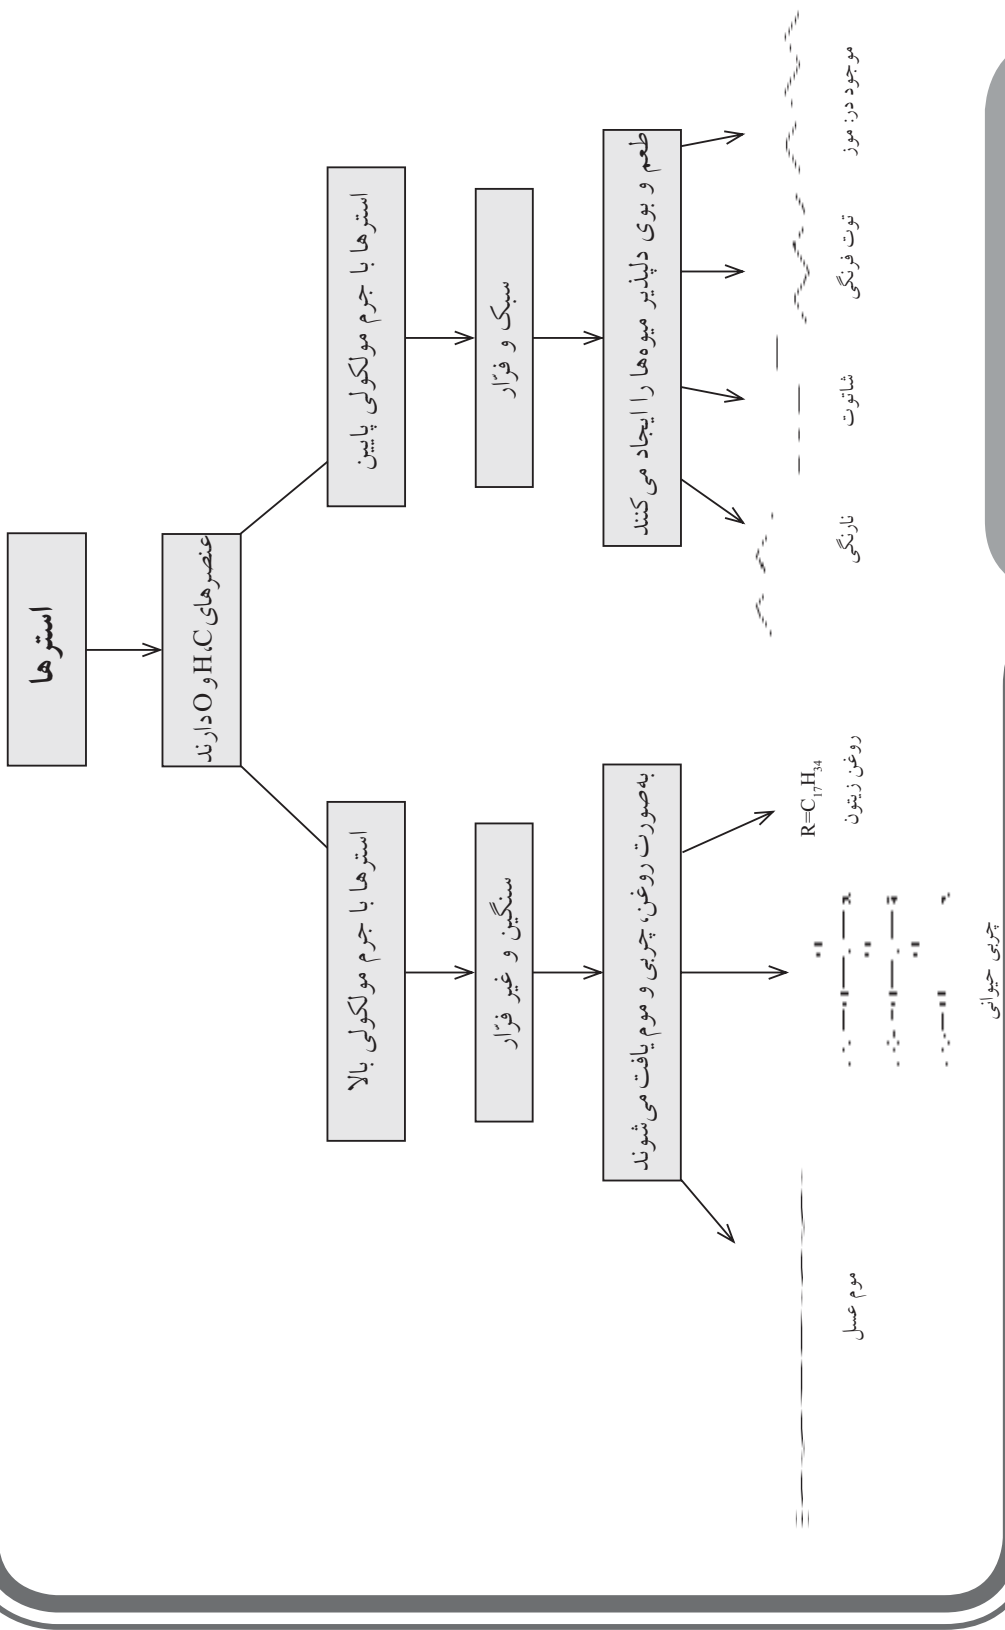 استرها
عنصرهای H،C و O دارند
استرها با جرم مولکولی پایین
سبک و فرّار
طعم و بوی دلپذیر میوه‌ها را ایجاد می‌کنند
موجود در: موز
توت فرنگی
شاتوت
نارنگی
استرها با جرم مولکولی بالا
سنگین و غیر فرّار
به‌صورت روغن، چربی و موم یافت می‌شوند
R=C₁₇H₃₄
روغن زیتون
چربی حیوانی
موم عسل